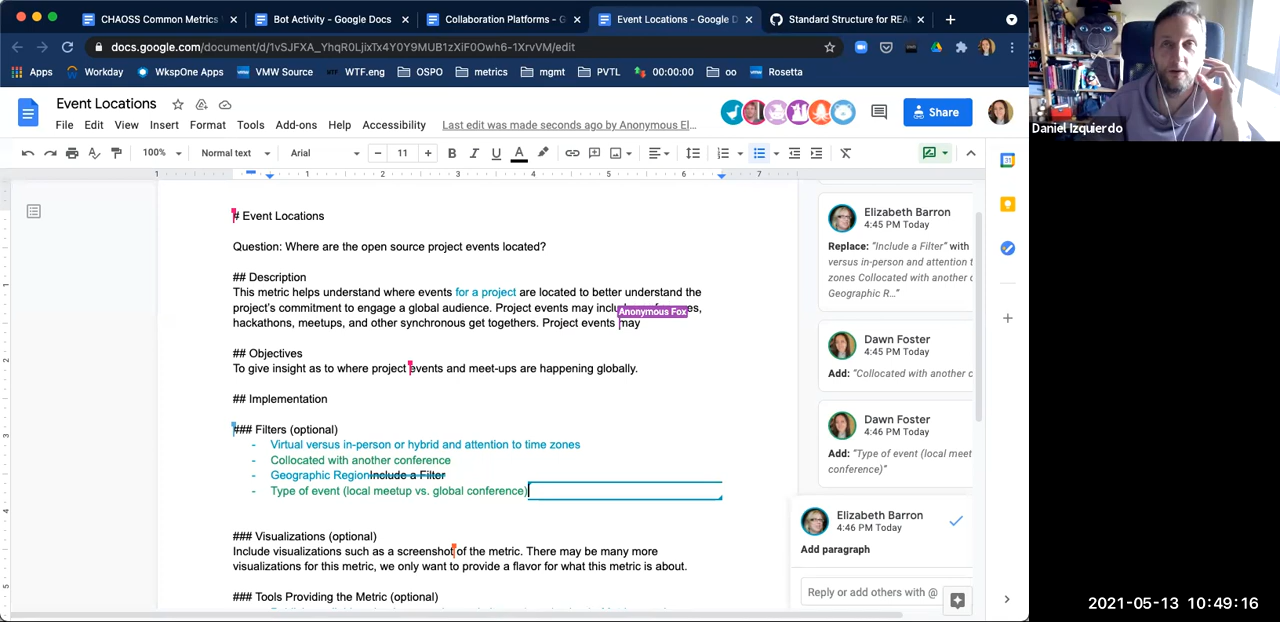 CHAOSS Common Metrics
Bot Activity - Google Docs
Collaboration Platforms - G
Event Locations - Google D
Standard Structure for REA
docs.google.com/document/d/1vSJFXA_YhqR0LjixTx4Y0Y9MUB1zXiF0Owh6-1XrvVM/edit
Apps
Workday
WkspOne Apps
VMW Source
WTF.eng
OSPO
metrics
mgmt
PVTL
00:00:00
oo
Rosetta
Event Locations
File Edit View Insert Format Tools Add-ons Help Accessibility
Last edit was made seconds ago by Anonymous El...
Share
100%
Normal text
Arial
11
B I U A
1 1 2 3 4 5 6 7
# Event Locations
Question: Where are the open source project events located?
## Description
This metric helps understand where events for a project are located to better understand the
project's commitment to engage a global audience. Project events may
Anonymous Fox
hackathons, meetups, and other synchronous get togethers. Project events may
## Objectives
To give insight as to where project events and meet-ups are happening globally.
## Implementation
### Filters (optional)
- Virtual versus in-person or hybrid and attention to time zones
- Collocated with another conference
- Geographic RegionInclude a Filter
- Type of event (local meetup vs. global conference)
### Visualizations (optional)
Include visualizations such as a screenshot of the metric. There may be many more
visualizations for this metric, we only want to provide a flavor for what this metric is about.
### Tools Providing the Metric (optional)
Elizabeth Barron
4:45 PM Today
Replace: "Include a Filter" with
versus in-person and attention t
zones Collocated with another c
Geographic R..."
Dawn Foster
4:45 PM Today
Add: "Collocated with another c
Dawn Foster
4:46 PM Today
Add: "Type of event (local meet
conference)"
Elizabeth Barron
4:46 PM Today
Add paragraph
Reply or add others with @
Daniel Izquierdo
2021-05-13 10:49:16